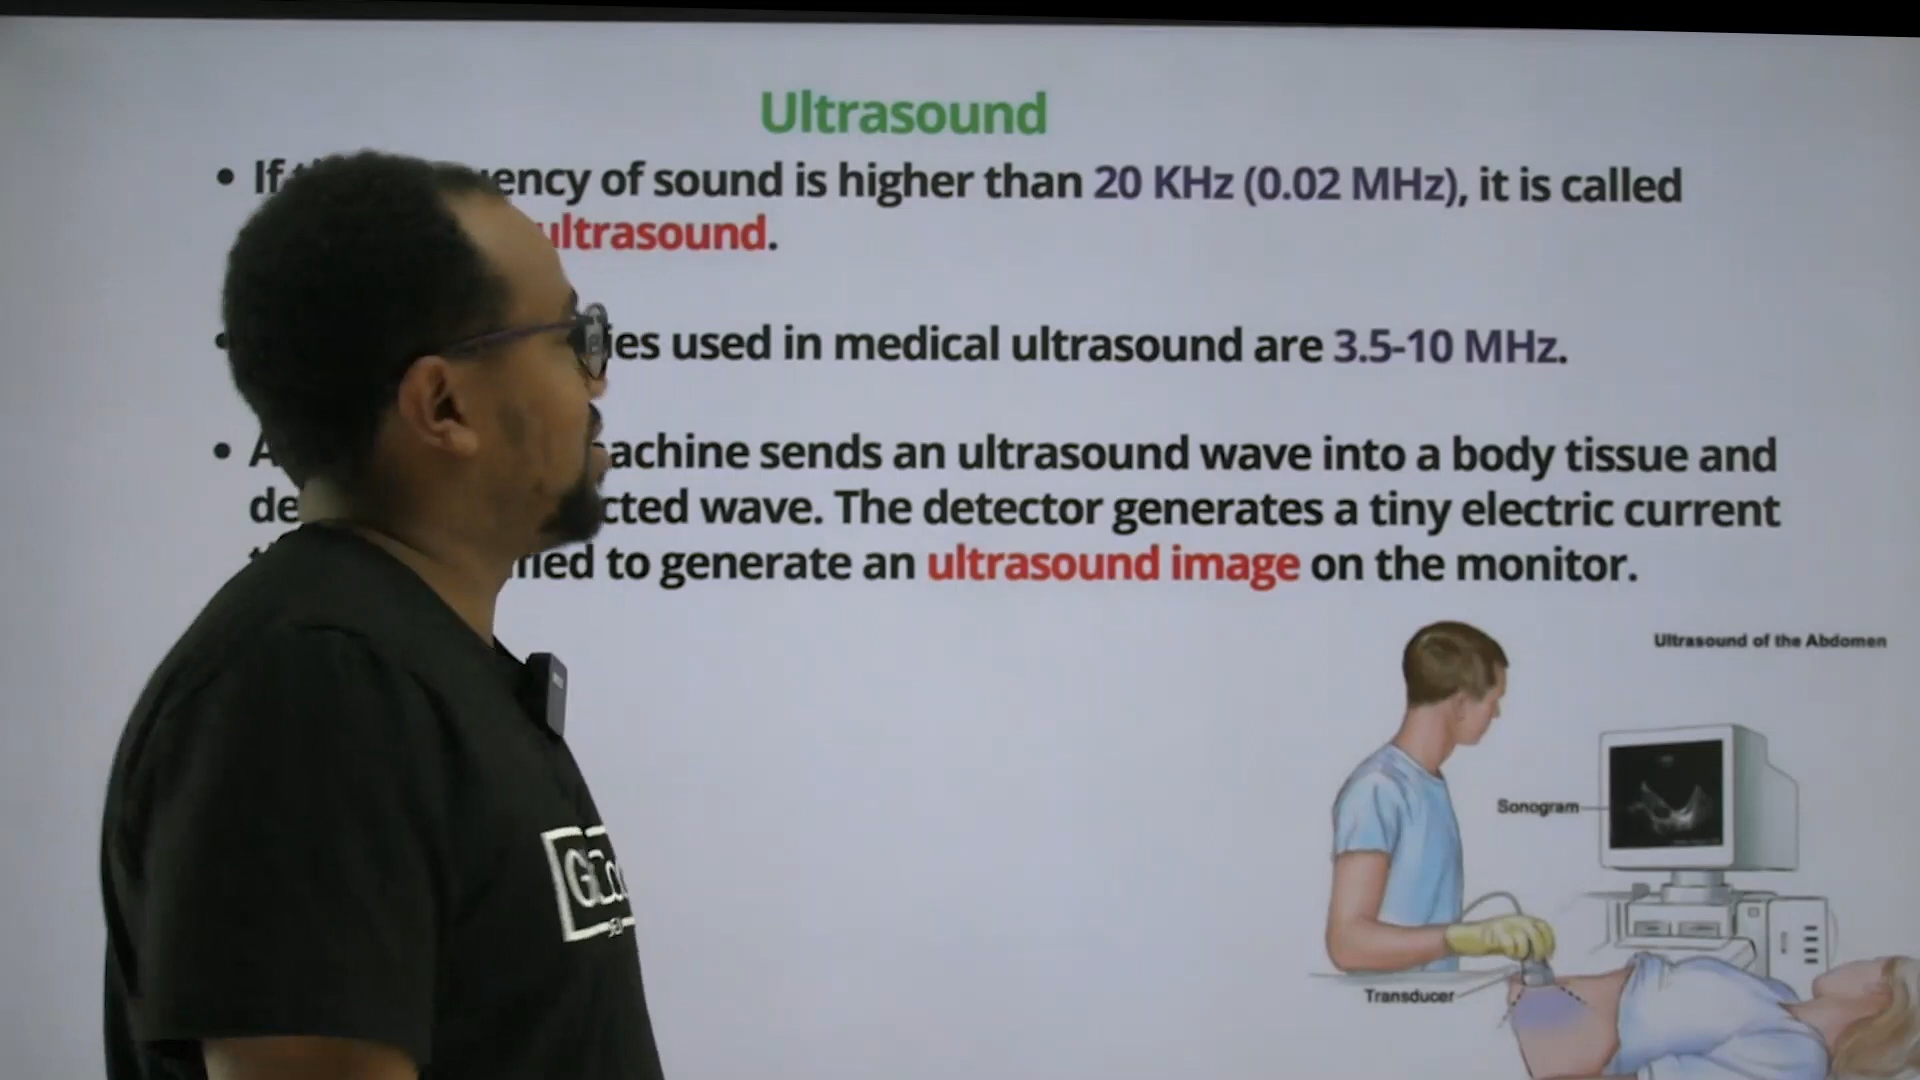 Ultrasound
• If ency of sound is higher than 20 KHz (0.02 MHz), it is called
ultrasound.
ies used in medical ultrasound are 3.5-10 MHz.
• A achine sends an ultrasound wave into a body tissue and
de cted wave. The detector generates a tiny electric current
to generate an ultrasound image on the monitor.
Ultrasound of the Abdomen
Sonogram
Transducer